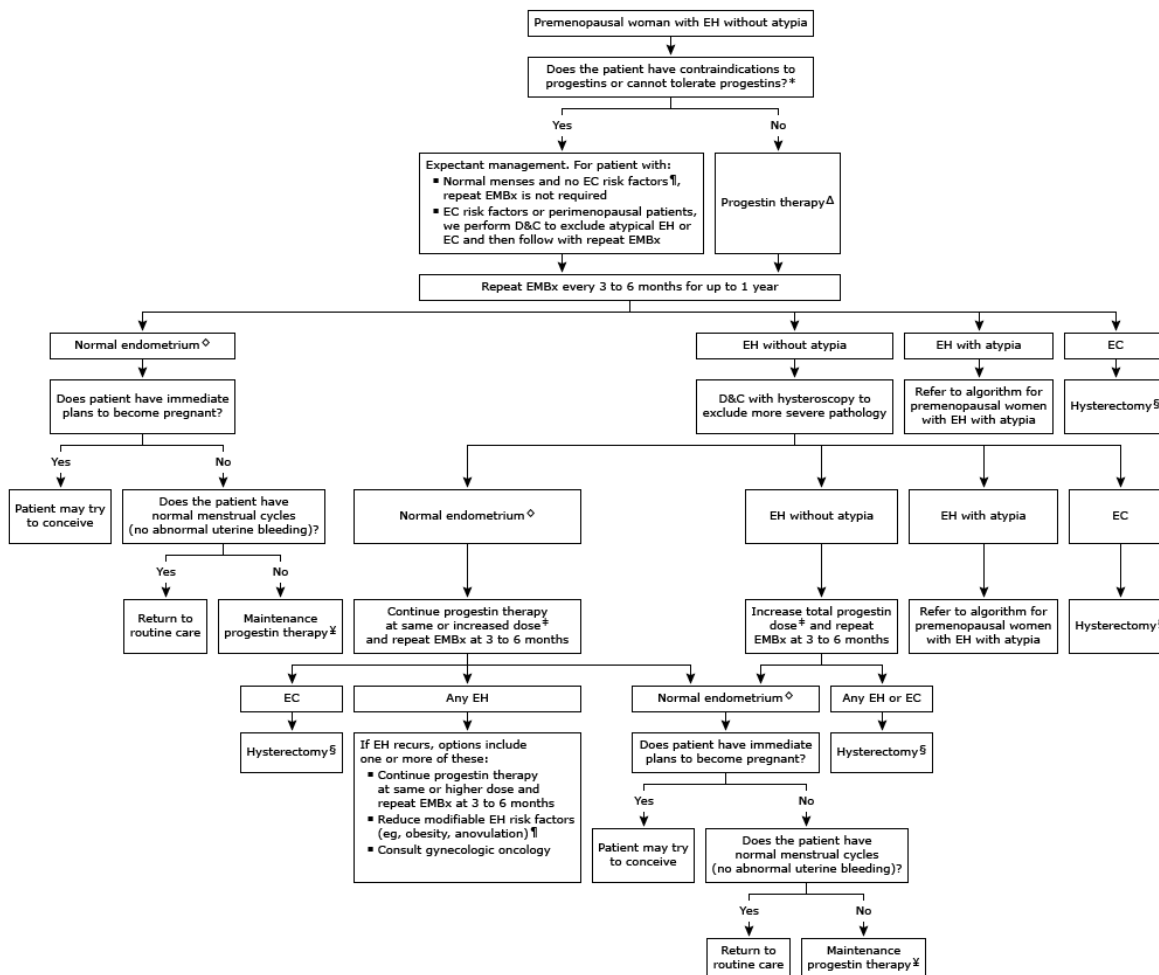 Premenopausal woman with EH without atypia
Does the patient have contraindications to
progestins or cannot tolerate progestins?*
Yes
No
Expectant management. For patient with:
▪ Normal menses and no EC risk factors¶,
repeat EMBx is not required
▪ EC risk factors or perimenopausal patients,
we perform D&C to exclude atypical EH or
EC and then follow with repeat EMBx
Progestin therapyΔ
Repeat EMBx every 3 to 6 months for up to 1 year
Normal endometrium◇
EH without atypia
EH with atypia
EC
Does patient have immediate
plans to become pregnant?
D&C with hysteroscopy to
exclude more severe pathology
Refer to algorithm for
premenopausal women
with EH with atypia
Hysterectomy§
Yes
No
Patient may try
to conceive
Does the patient have
normal menstrual cycles
(no abnormal uterine bleeding)?
Normal endometrium◇
EH without atypia
EH with atypia
EC
Yes
No
Return to
routine care
Maintenance
progestin therapy¥
Continue progestin therapy
at same or increased dose‡
and repeat EMBx at 3 to 6 months
Increase total progestin
dose‡ and repeat
EMBx at 3 to 6 months
Refer to algorithm for
premenopausal women
with EH with atypia
Hysterectomy§
EC
Any EH
Normal endometrium◇
Any EH or EC
Hysterectomy§
If EH recurs, options include
one or more of these:
▪ Continue progestin therapy
at same or higher dose and
repeat EMBx at 3 to 6 months
▪ Reduce modifiable EH risk factors
(eg, obesity, anovulation)¶
▪ Consult gynecologic oncology
Does patient have immediate
plans to become pregnant?
Hysterectomy§
Yes
No
Patient may try
to conceive
Does the patient have
normal menstrual cycles
(no abnormal uterine bleeding)?
Yes
No
Return to
routine care
Maintenance
progestin therapy¥